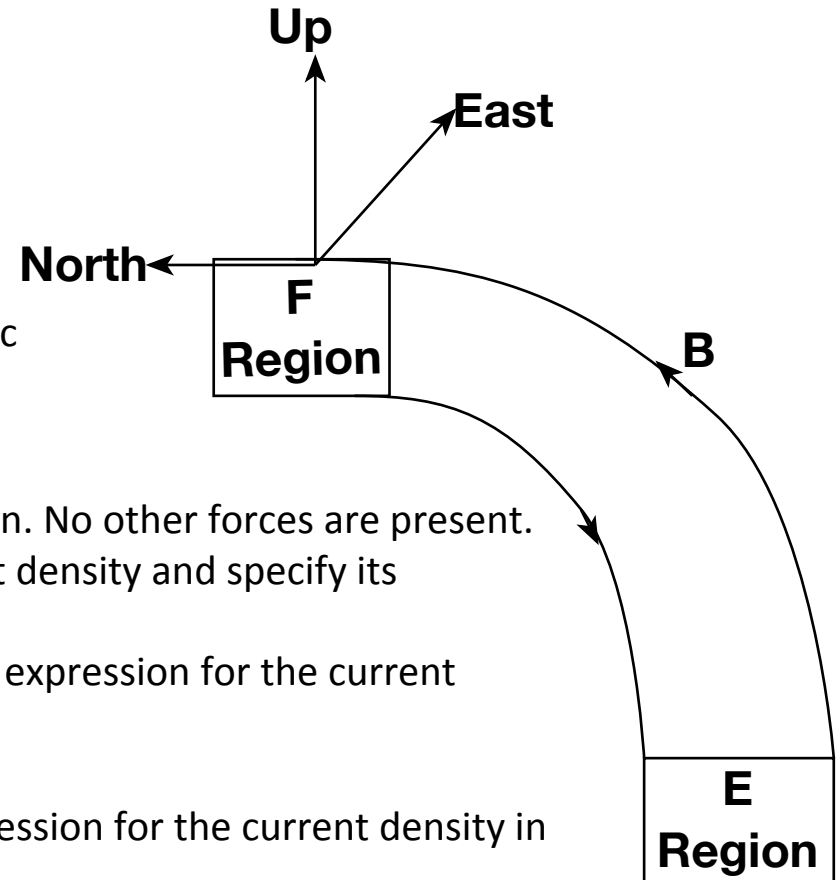 Up
East
North
F
Region
c
B
n. No other forces are present.
t density and specify its
expression for the current
ession for the current density in
E
Region